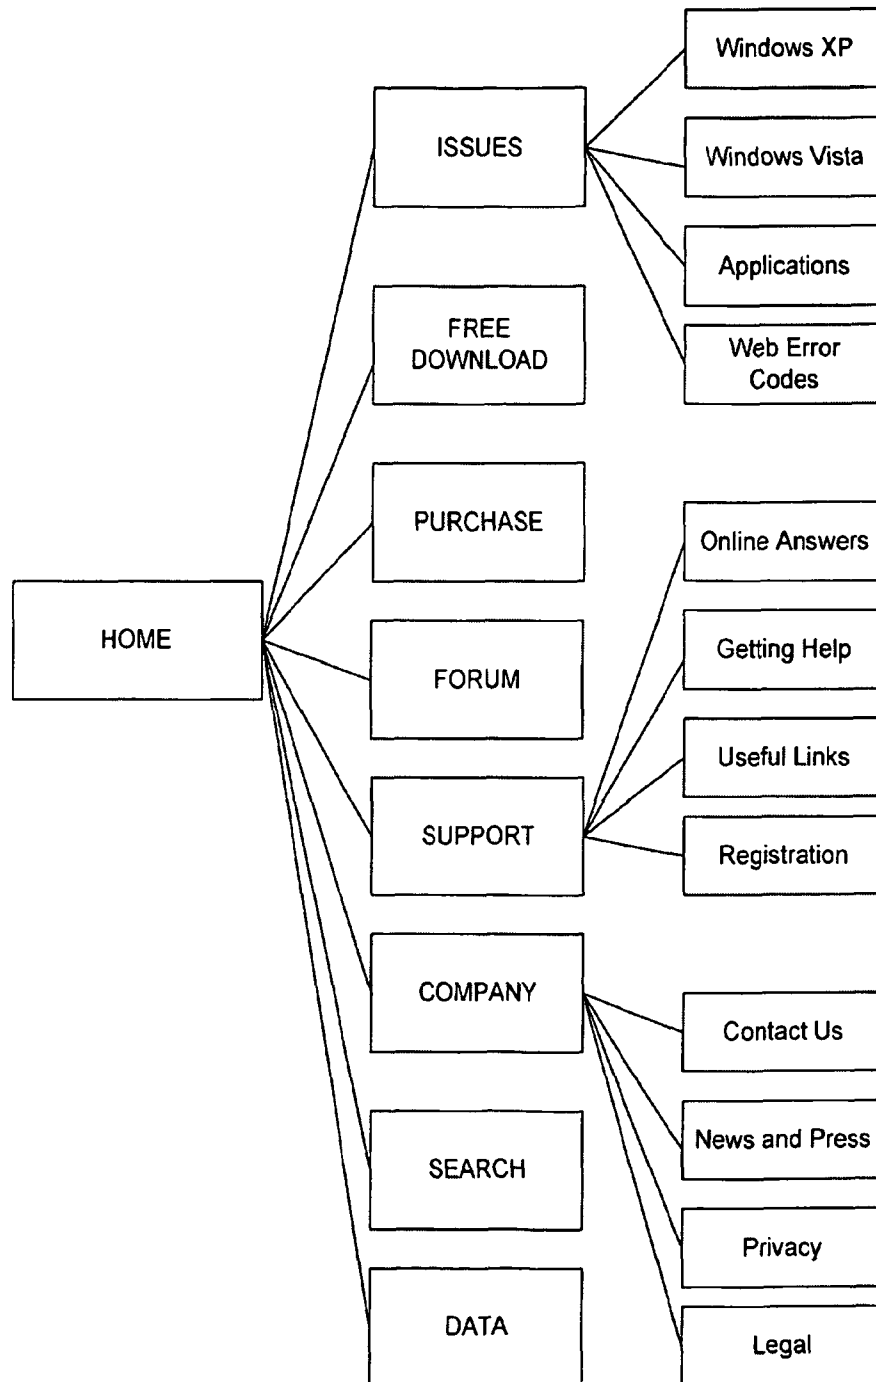 HOME
ISSUES
FREE
DOWNLOAD
PURCHASE
FORUM
SUPPORT
COMPANY
SEARCH
DATA
Windows XP
Windows Vista
Applications
Web Error
Codes
Online Answers
Getting Help
Useful Links
Registration
Contact Us
News and Press
Privacy
Legal